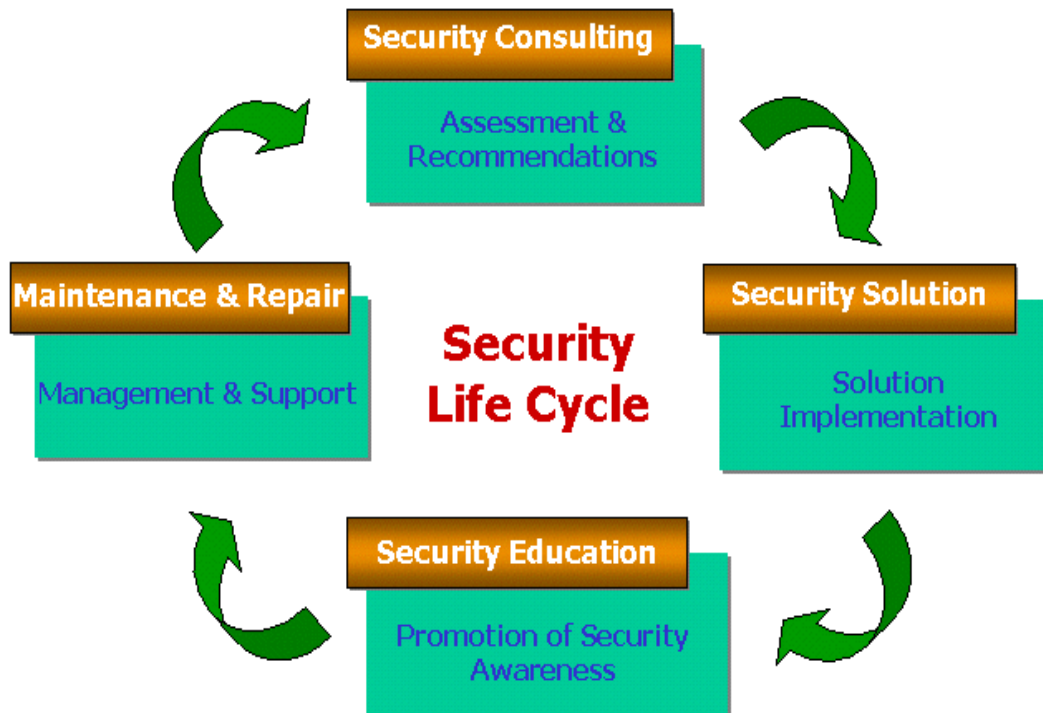 Security Consulting
Assessment &
Recommendations
Maintenance & Repair
Management & Support
Security
Life Cycle
Security Solution
Solution
Implementation
Security Education
Promotion of Security
Awareness